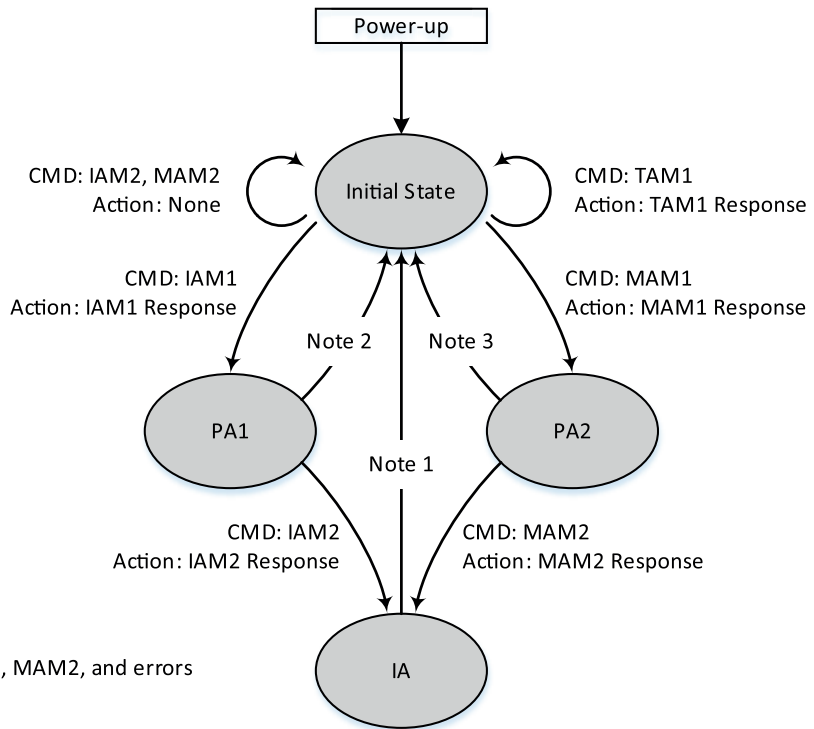 Power-up
Initial State
CMD: IAM2, MAM2
Action: None
CMD: TAM1
Action: TAM1 Response
CMD: IAM1
Action: IAM1 Response
CMD: MAM1
Action: MAM1 Response
Note 2
Note 3
PA1
PA2
Note 1
CMD: IAM2
Action: IAM2 Response
CMD: MAM2
Action: MAM2 Response
IA
, MAM2, and errors